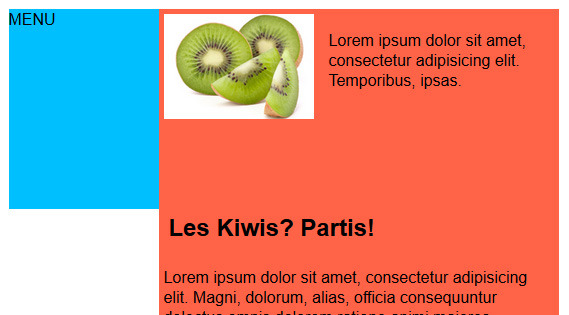 MENU
Lorem ipsum dolor sit amet,
consectetur adipisicing elit.
Temporibus, ipsas.
Les Kiwis? Partis!
Lorem ipsum dolor sit amet, consectetur adipisicing
elit. Magni, dolorum, alias, officia consequuntur